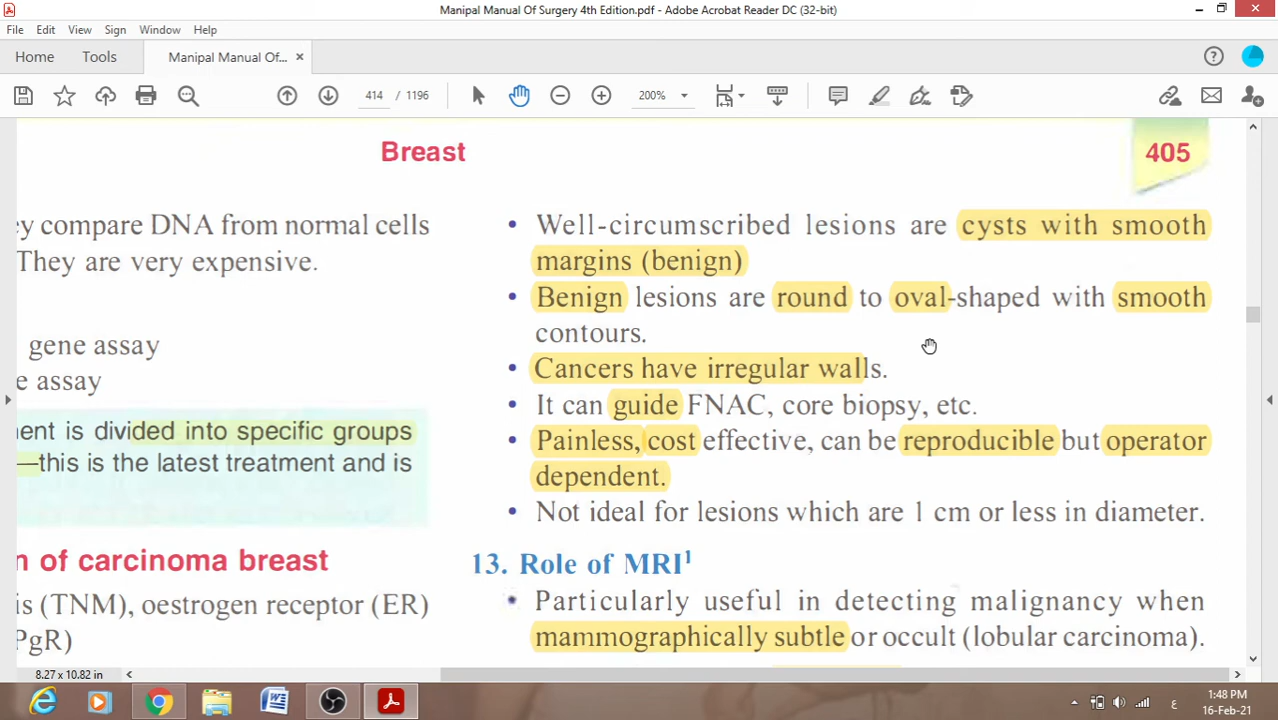 Manipal Manual Of Surgery 4th Edition.pdf - Adobe Acrobat Reader DC (32-bit)
File Edit View Sign Window Help
Home Tools Manipal Manual Of... ×
414 / 1196 200%
Breast 405
ey compare DNA from normal cells
They are very expensive.
gene assay
e assay
ent is divided into specific groups
—this is the latest treatment and is
n of carcinoma breast
is (TNM), oestrogen receptor (ER)
PgR)
• Well-circumscribed lesions are cysts with smooth
margins (benign)
• Benign lesions are round to oval-shaped with smooth
contours.
• Cancers have irregular walls.
• It can guide FNAC, core biopsy, etc.
• Painless, cost effective, can be reproducible but operator
dependent.
• Not ideal for lesions which are 1 cm or less in diameter.
13. Role of MRI¹
• Particularly useful in detecting malignancy when
mammographically subtle or occult (lobular carcinoma).
8.27 x 10.82 in
ع 1:48 PM
16-Feb-21